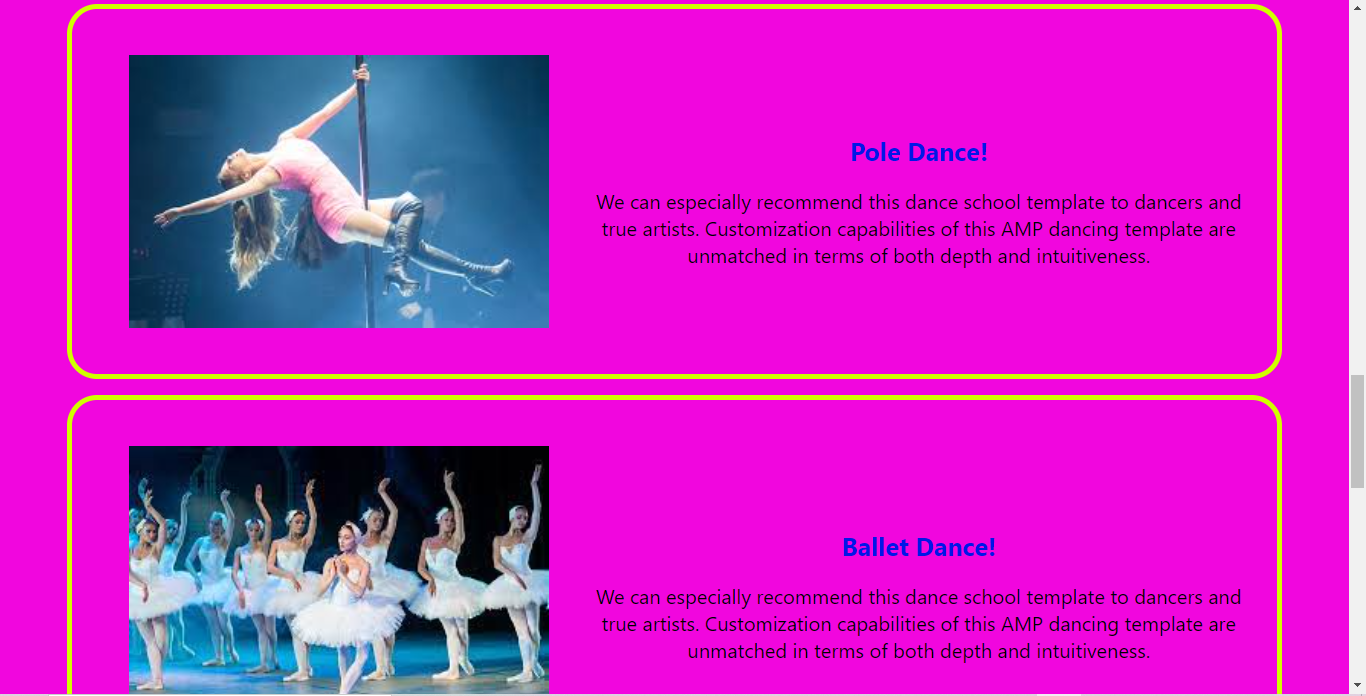 Pole Dance!
We can especially recommend this dance school template to dancers and
true artists. Customization capabilities of this AMP dancing template are
unmatched in terms of both depth and intuitiveness.
Ballet Dance!
We can especially recommend this dance school template to dancers and
true artists. Customization capabilities of this AMP dancing template are
unmatched in terms of both depth and intuitiveness.